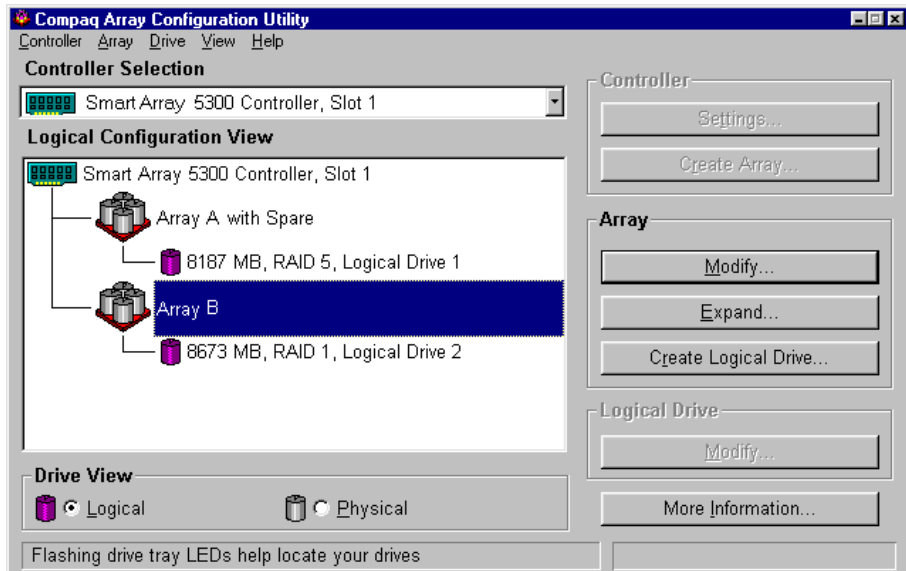 Compaq Array Configuration Utility
Controller Array Drive View Help
Controller Selection
Smart Array 5300 Controller, Slot 1
Logical Configuration View
Smart Array 5300 Controller, Slot 1
Array A with Spare
8187 MB, RAID 5, Logical Drive 1
Array B
8673 MB, RAID 1, Logical Drive 2
Drive View
Logical
Physical
Controller
Settings...
Create Array...
Array
Modify...
Expand...
Create Logical Drive...
Logical Drive
Modify...
More Information...
Flashing drive tray LEDs help locate your drives